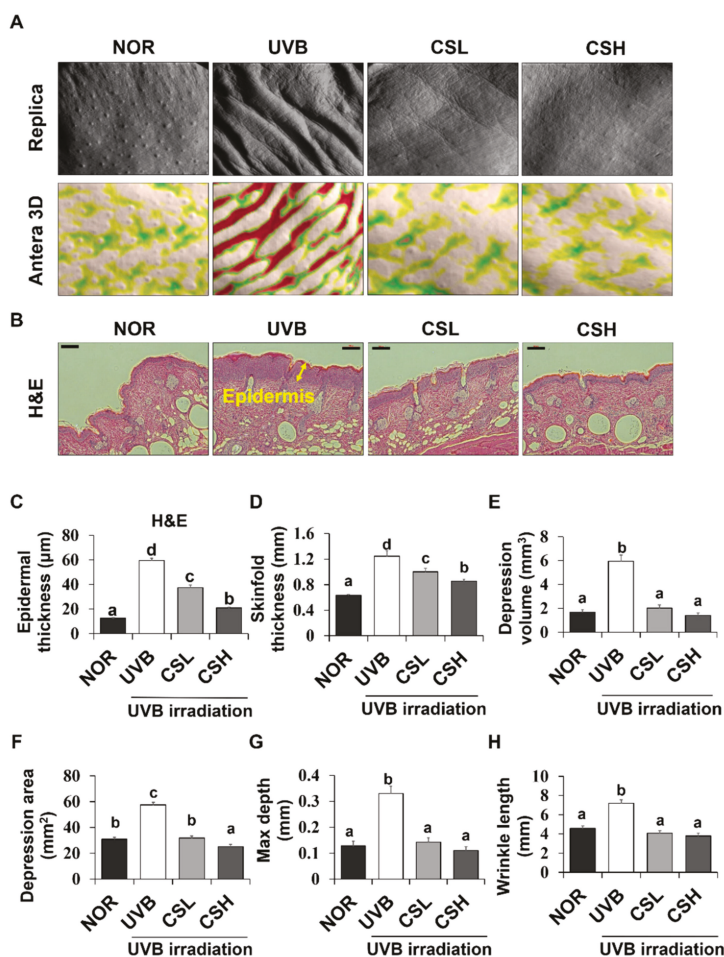 A
NOR UVB CSL CSH
Replica
Antera 3D
B
NOR UVB CSL CSH
H&E
Epidermis
C
H&E
Epidermal
thickness (μm)
80
60
40
20
0
a d c b
NOR UVB CSL CSH
UVB irradiation
D
Skinfold
thickness (mm)
1.6
1.2
0.8
0.4
0
a d c b
NOR UVB CSL CSH
UVB irradiation
E
Depression
volume (mm³)
8
6
4
2
0
a b a a
NOR UVB CSL CSH
UVB irradiation
F
Depression area
(mm²)
80
60
40
20
0
b c b a
NOR UVB CSL CSH
UVB irradiation
G
Max depth
(mm)
0.4
0.3
0.2
0.1
0
a b a a
NOR UVB CSL CSH
UVB irradiation
H
Wrinkle length
(mm)
10
8
6
4
2
0
a b a a
NOR UVB CSL CSH
UVB irradiation